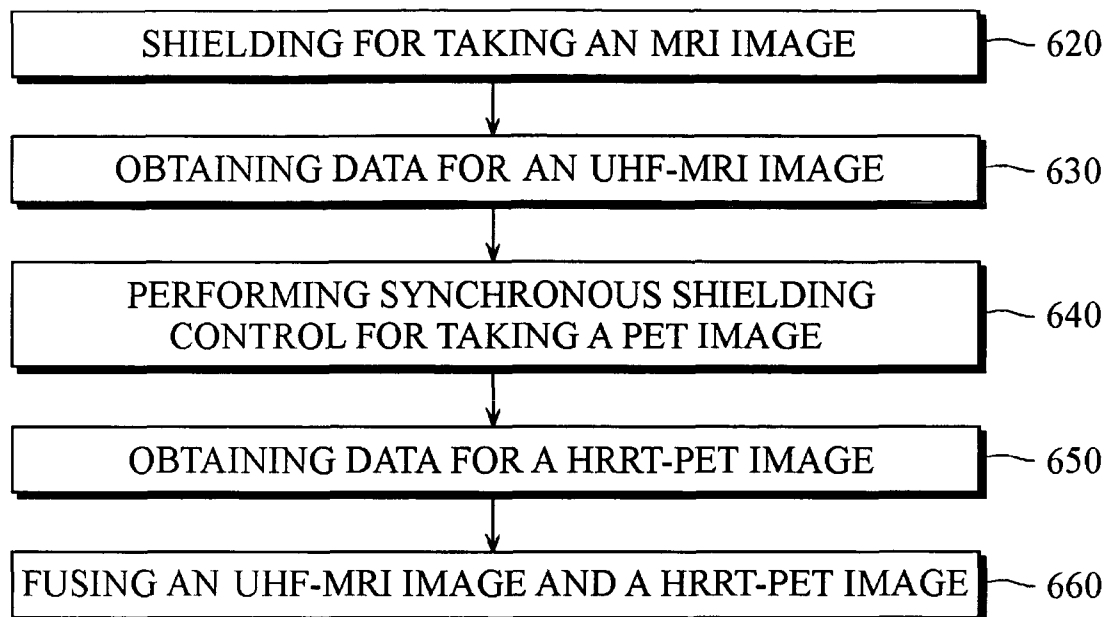 SHIELDING FOR TAKING AN MRI IMAGE 620
OBTAINING DATA FOR AN UHF-MRI IMAGE 630
PERFORMING SYNCHRONOUS SHIELDING
CONTROL FOR TAKING A PET IMAGE 640
OBTAINING DATA FOR A HRRT-PET IMAGE 650
FUSING AN UHF-MRI IMAGE AND A HRRT-PET IMAGE 660